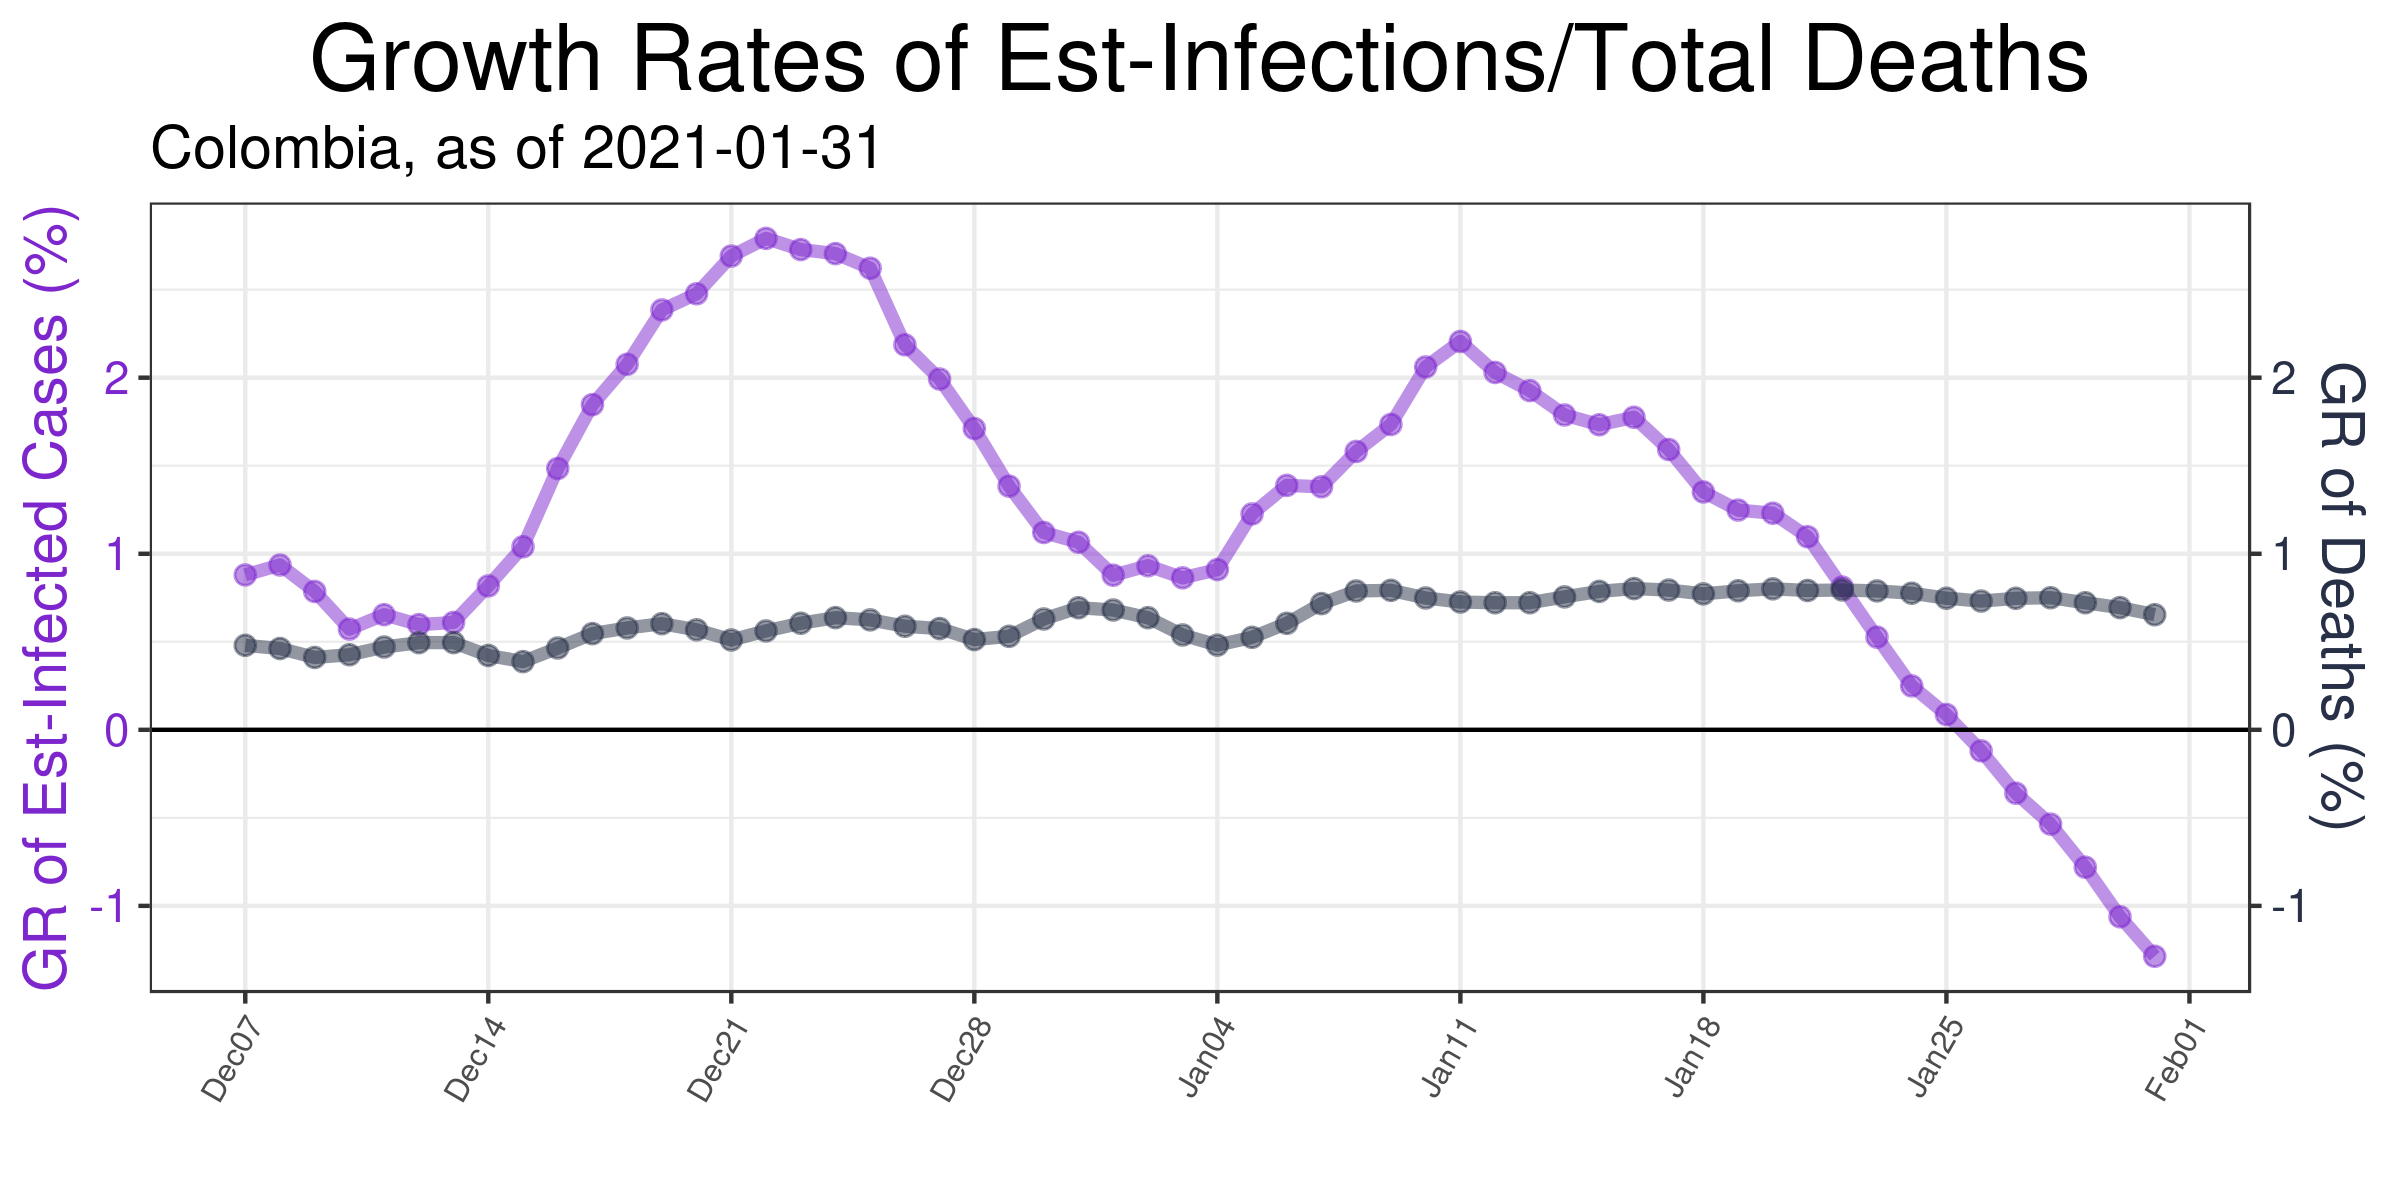 Growth Rates of Est-Infections/Total Deaths
Colombia, as of 2021-01-31
GR of Est-Infected Cases (%)
2
1
0
-1
2
1
0
-1
GR of Deaths (%)
Dec07
Dec14
Dec21
Dec28
Jan04
Jan11
Jan18
Jan25
Feb01